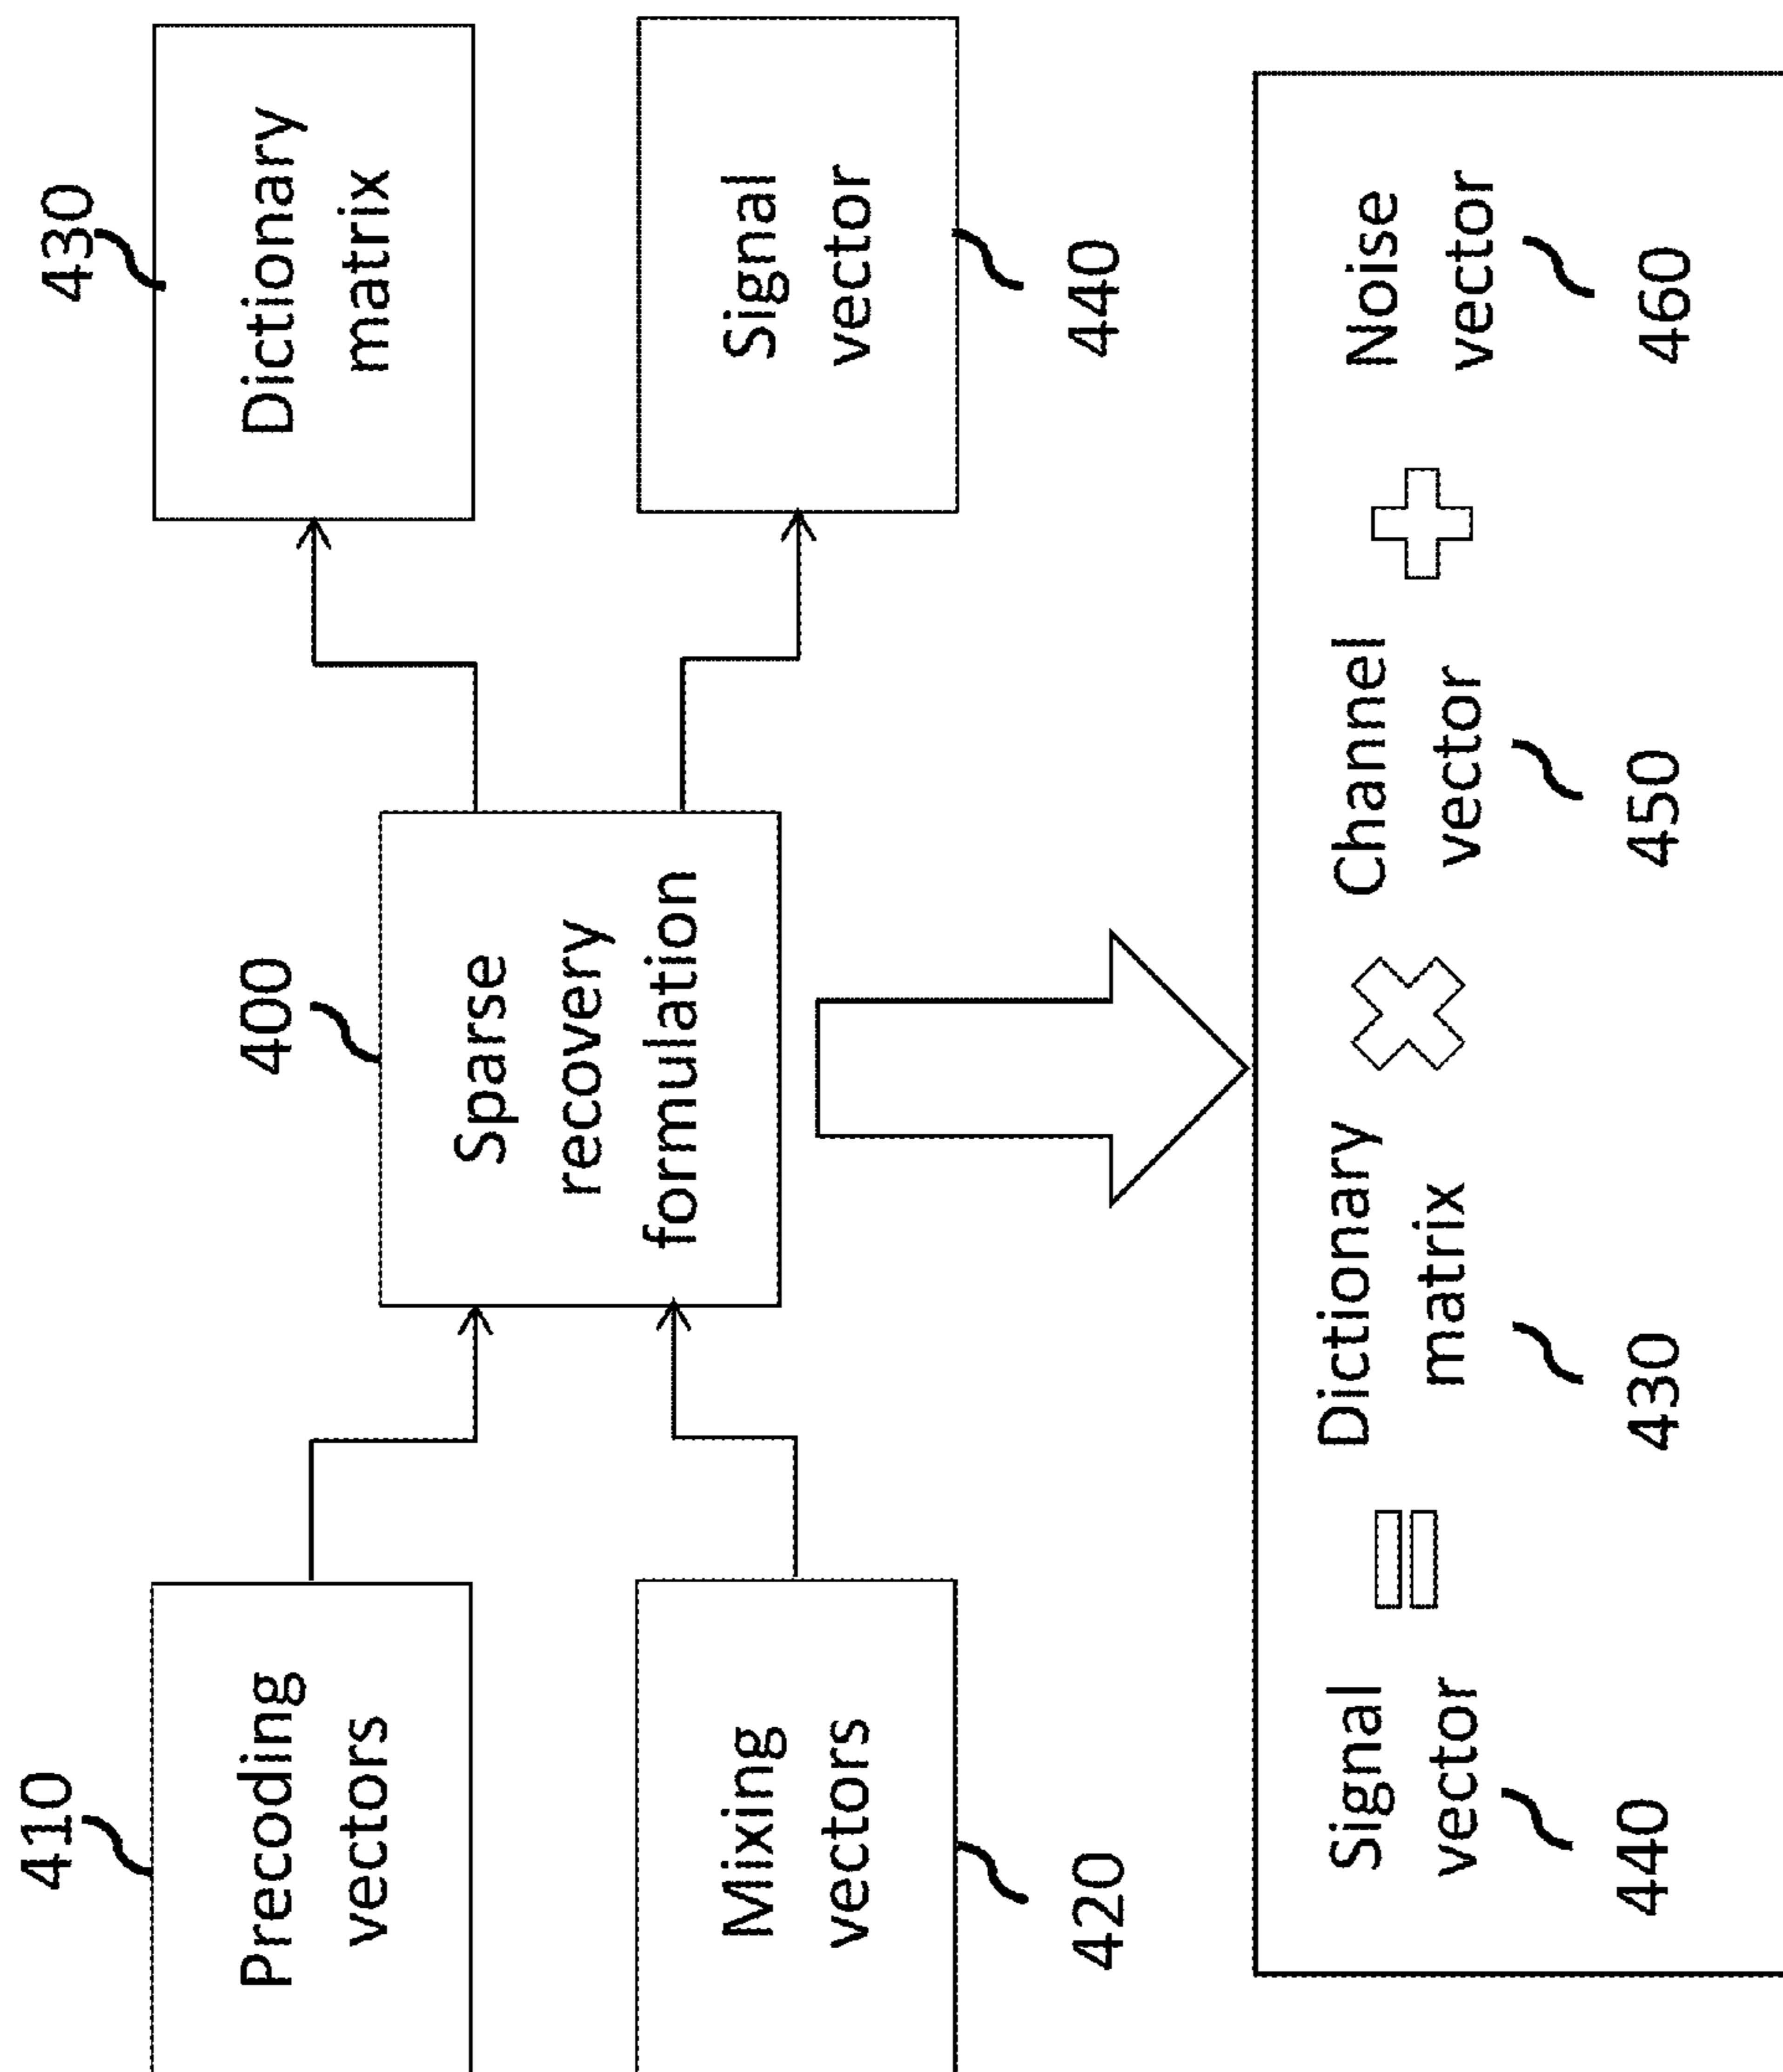 410
Precoding
vectors
400
Sparse
recovery
formulation
430
Dictionary
matrix
Mixing
vectors
420
Signal
vector
440
Signal
vector
440
=
Dictionary
matrix
430
×
Channel
vector
450
+
Noise
vector
460